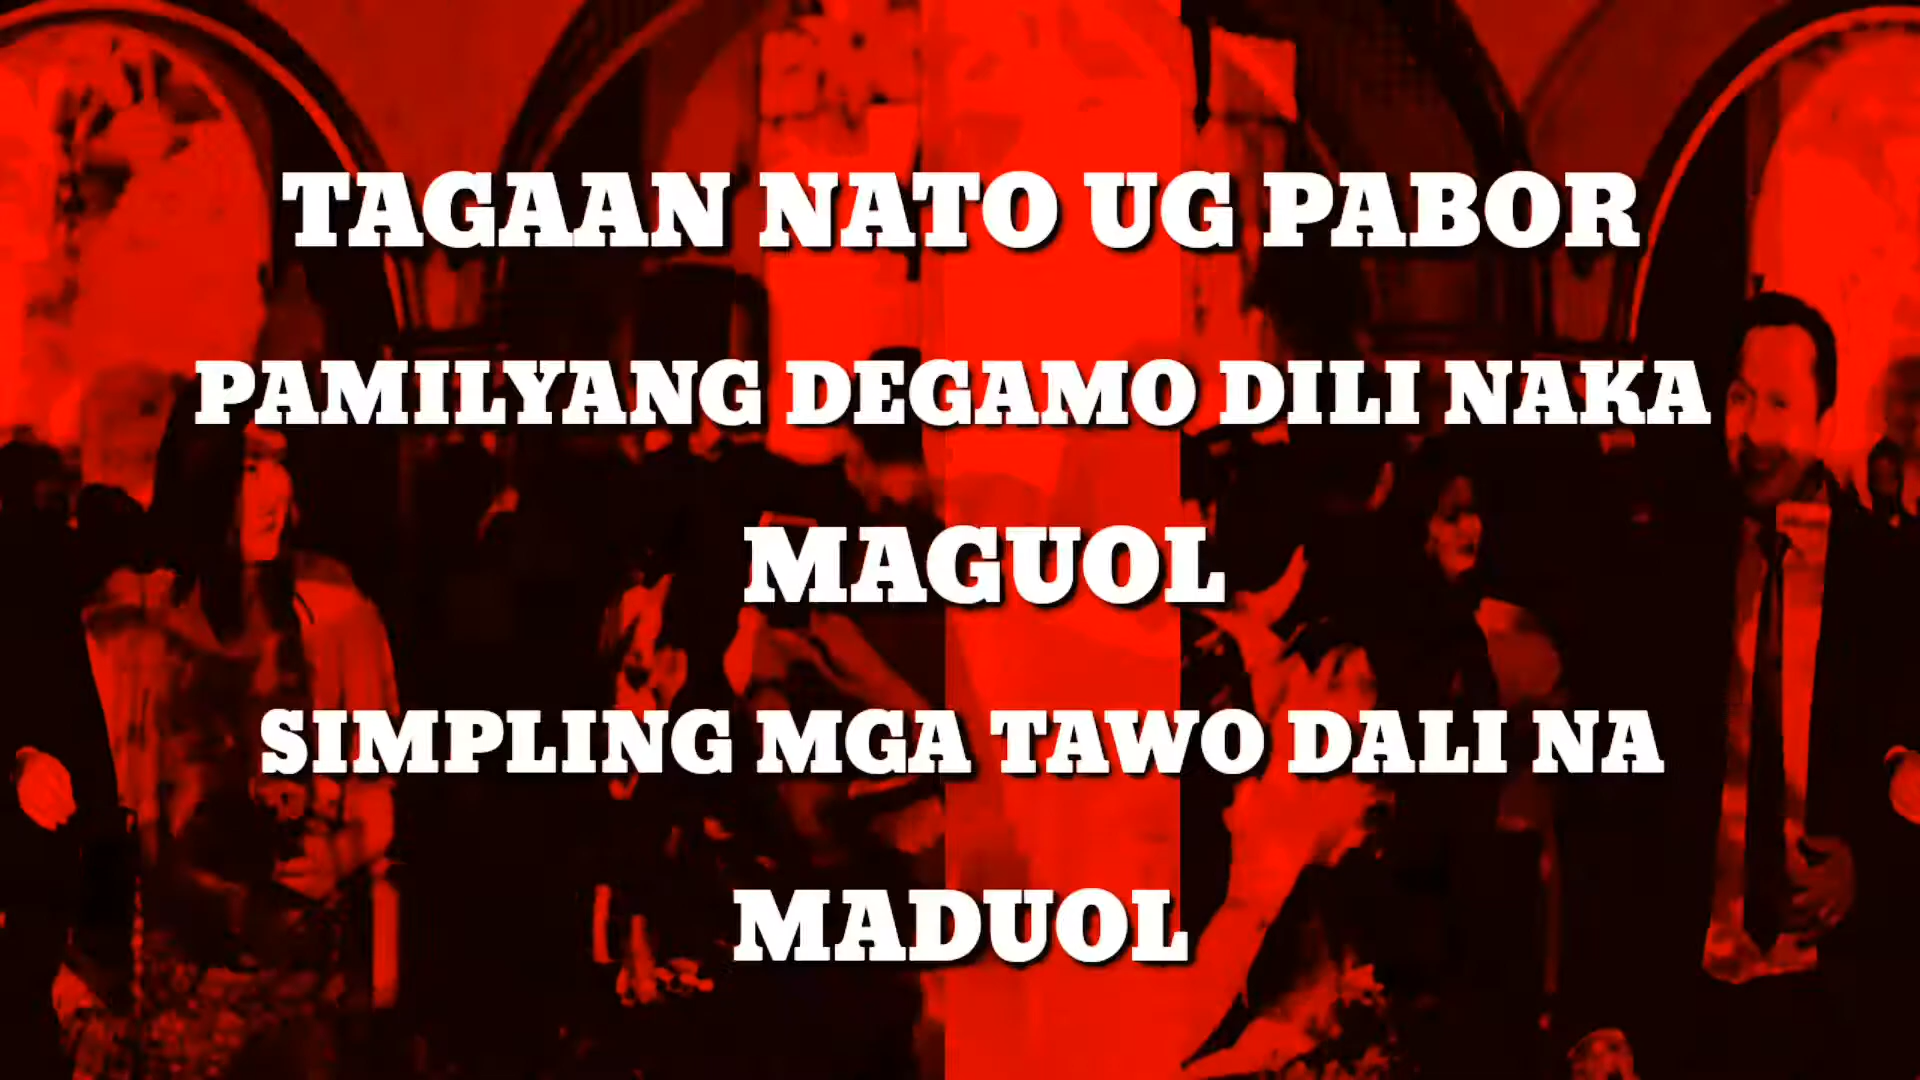 TAGAAN NATO UG PABOR
PAMILYANG DEGAMO DILI NAKA
MAGUOL
SIMPLING MGA TAWO DALI NA
MADUOL